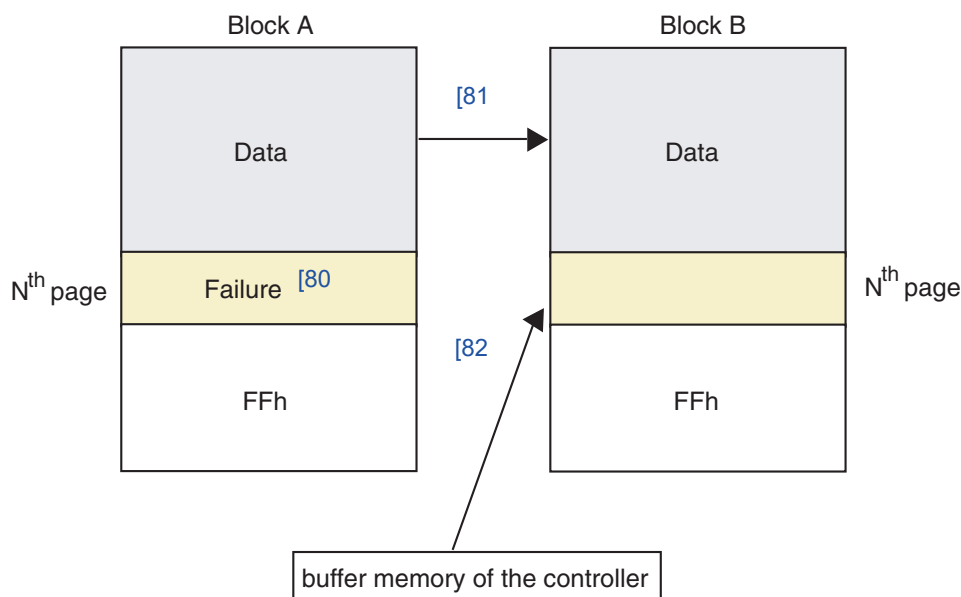 Block A
Block B
[81
Data
Data
Nth page
Failure [80
Nth page
[82
FFh
FFh
buffer memory of the controller